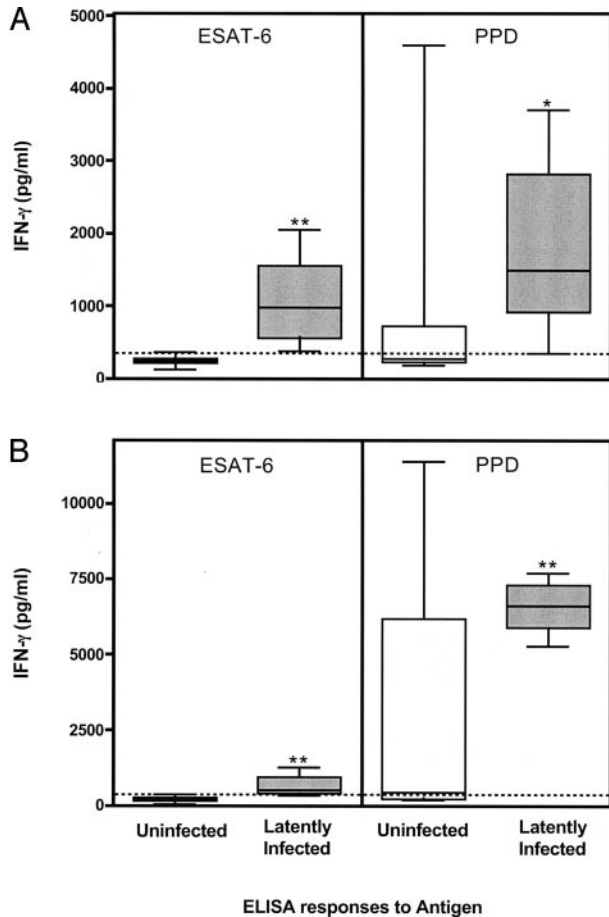 A
ESAT-6
PPD
5000
4000
3000
2000
1000
0
IFN-γ (pg/ml)
**
*
B
ESAT-6
PPD
10000
7500
5000
2500
0
IFN-γ (pg/ml)
**
**
Uninfected
Latently
Infected
Uninfected
Latently
Infected
ELISA responses to Antigen